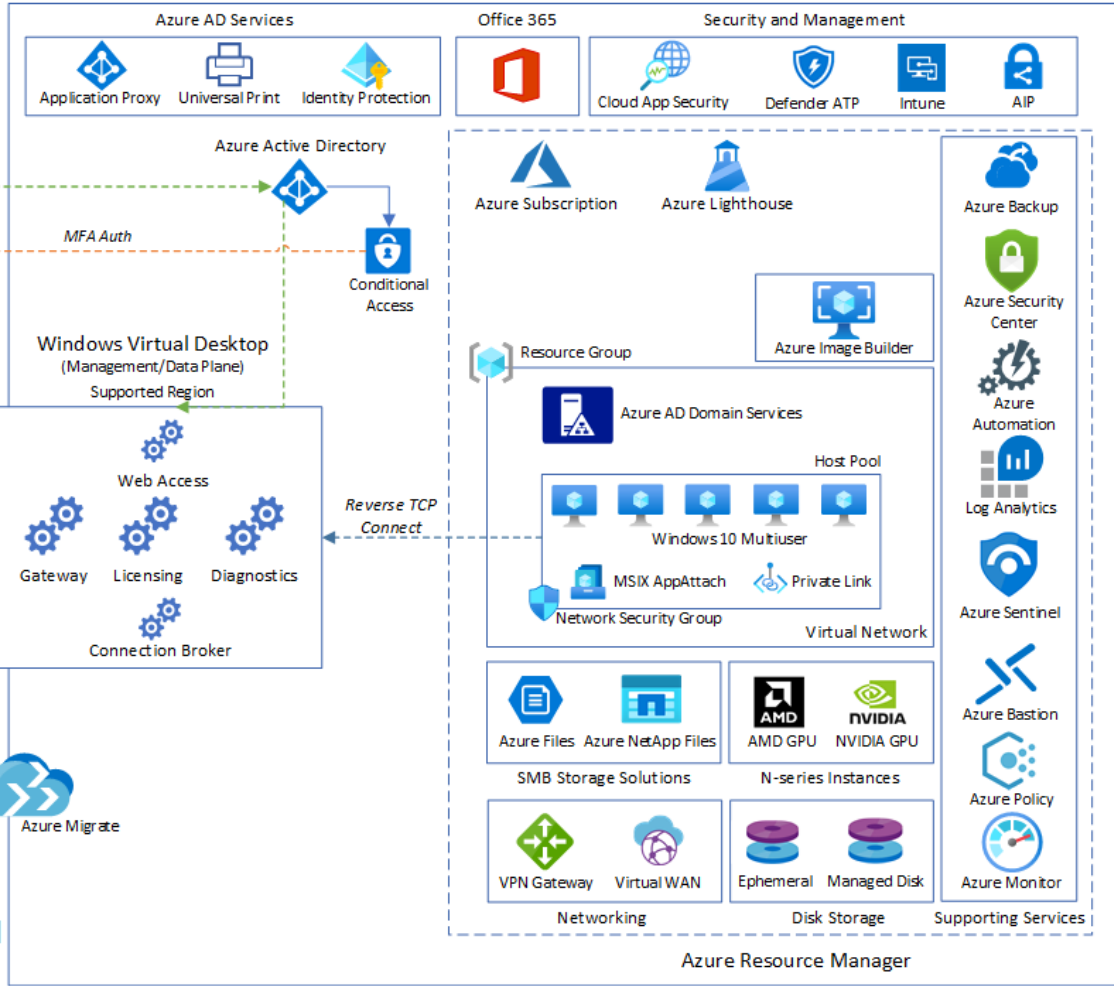 Azure AD Services
Office 365
Security and Management
Application Proxy
Universal Print
Identity Protection
Cloud App Security
Defender ATP
Intune
AIP
Azure Active Directory
MFA Auth
Conditional
Access
Azure Subscription
Azure Lighthouse
Azure Image Builder
Windows Virtual Desktop
(Management/Data Plane)
Supported Region
Web Access
Gateway
Licensing
Diagnostics
Connection Broker
Reverse TCP
Connect
Resource Group
Azure AD Domain Services
Host Pool
Windows 10 Multiuser
MSIX AppAttach
Private Link
Network Security Group
Virtual Network
Azure Files
Azure NetApp Files
SMB Storage Solutions
AMD
AMD GPU
NVIDIA
NVIDIA GPU
N-series Instances
Azure Migrate
VPN Gateway
Virtual WAN
Networking
Ephemeral
Managed Disk
Disk Storage
Azure Backup
Azure Security
Center
Azure
Automation
Log Analytics
Azure Sentinel
Azure Bastion
Azure Policy
Azure Monitor
Supporting Services
Azure Resource Manager